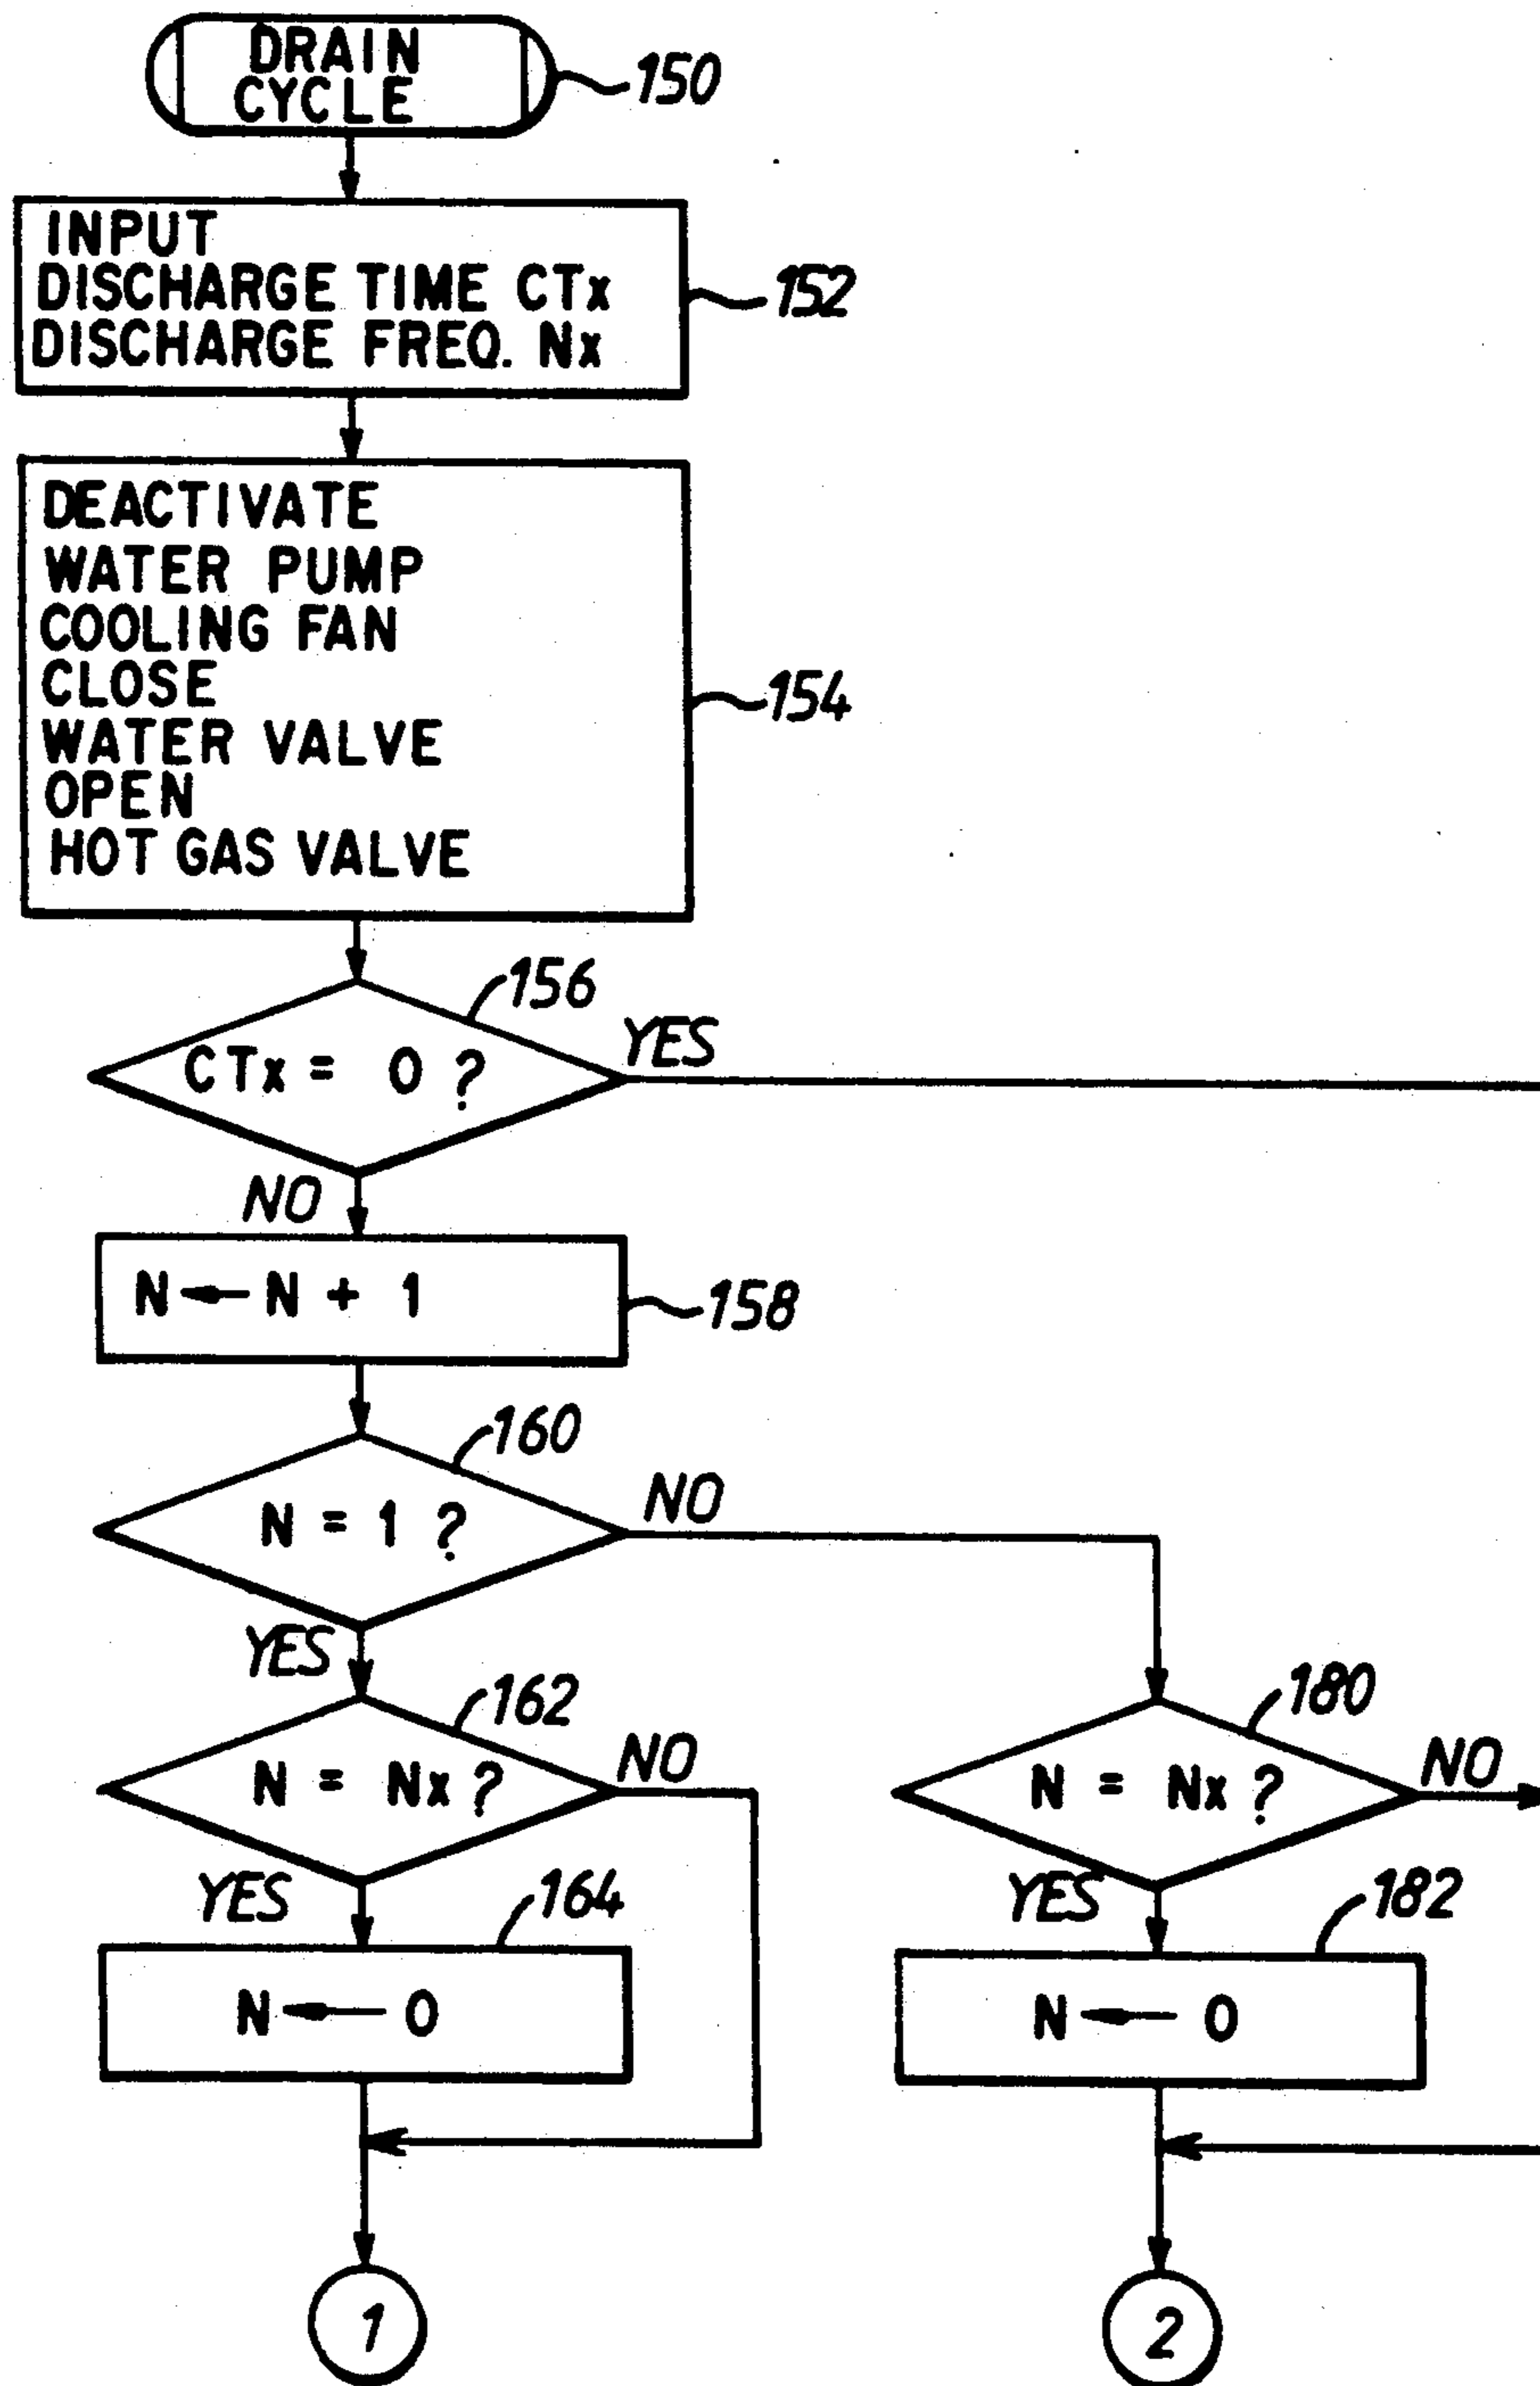 DRAIN
CYCLE
150
INPUT
DISCHARGE TIME CTx
DISCHARGE FREQ. Nx
152
DEACTIVATE
WATER PUMP
COOLING FAN
CLOSE
WATER VALVE
OPEN
HOT GAS VALVE
154
156
CTx = 0 ?
YES
NO
N ← N + 1
158
160
N = 1 ?
NO
YES
162
N = Nx ?
NO
YES
180
N = Nx ?
NO
YES
164
N ← 0
182
N ← 0
1
2